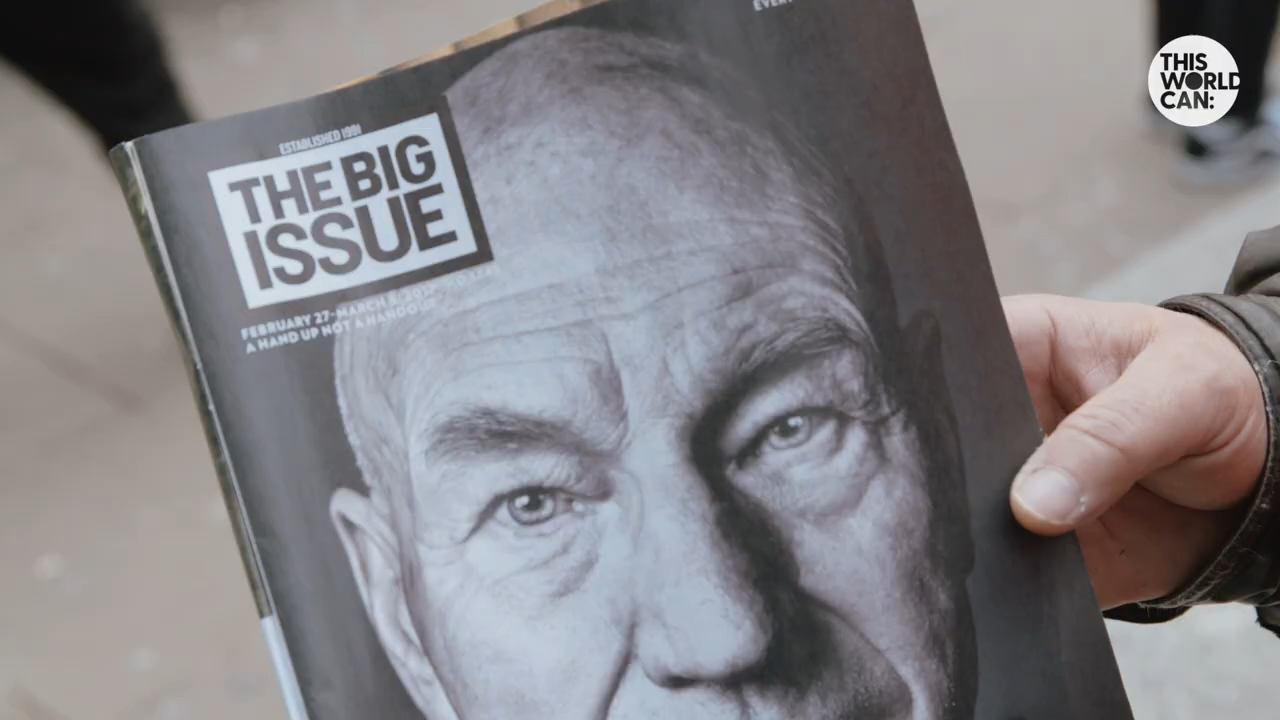 ESTABLISHED 1991
THE BIG
ISSUE
FEBRUARY 27-MARCH
A HAND UP NOT A HANDOUT
THIS
WORLD
CAN: